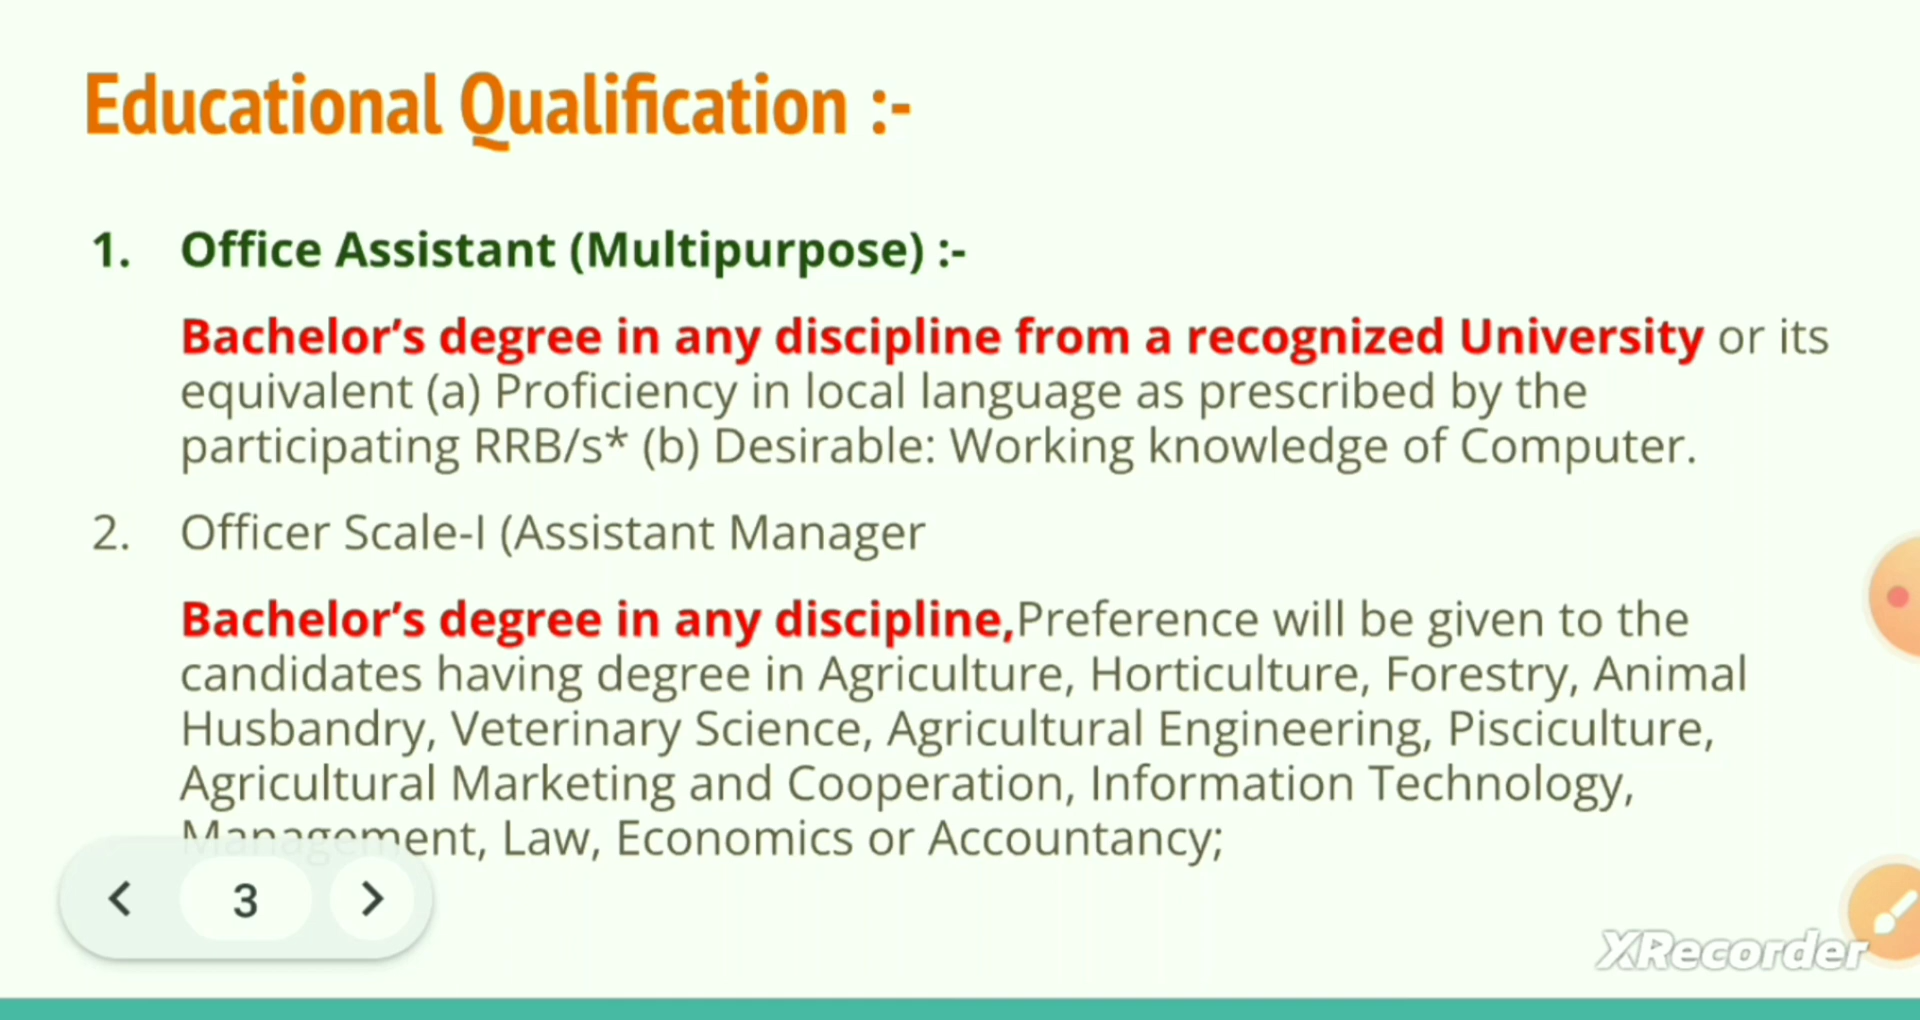 Educational Qualification :-
1. Office Assistant (Multipurpose) :-
Bachelor’s degree in any discipline from a recognized University or its
equivalent (a) Proficiency in local language as prescribed by the
participating RRB/s* (b) Desirable: Working knowledge of Computer.
2. Officer Scale-I (Assistant Manager
Bachelor’s degree in any discipline,Preference will be given to the
candidates having degree in Agriculture, Horticulture, Forestry, Animal
Husbandry, Veterinary Science, Agricultural Engineering, Pisciculture,
Agricultural Marketing and Cooperation, Information Technology,
Management, Law, Economics or Accountancy;
3
XRecorder